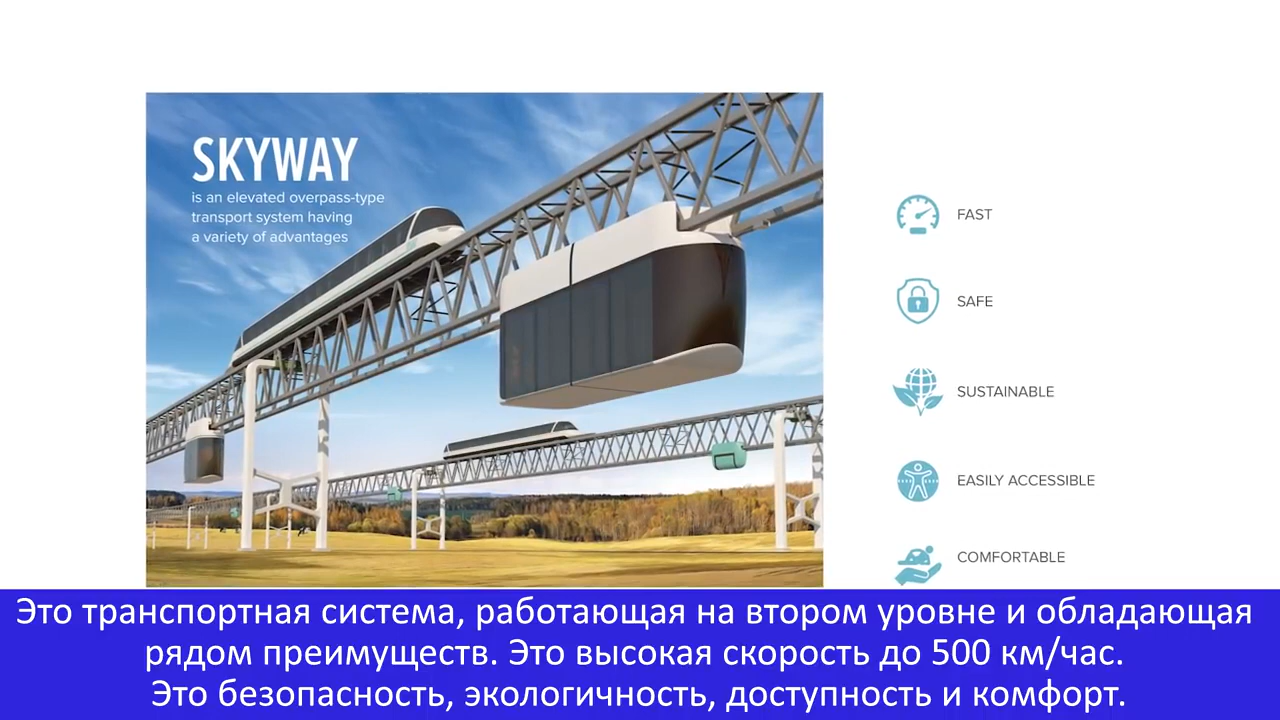 SKYWAY
is an elevated overpass-type
transport system having
a variety of advantages
FAST
SAFE
SUSTAINABLE
EASILY ACCESSIBLE
COMFORTABLE
Это транспортная система, работающая на втором уровне и обладающая
рядом преимуществ. Это высокая скорость до 500 км/час.
Это безопасность, экологичность, доступность и комфорт.